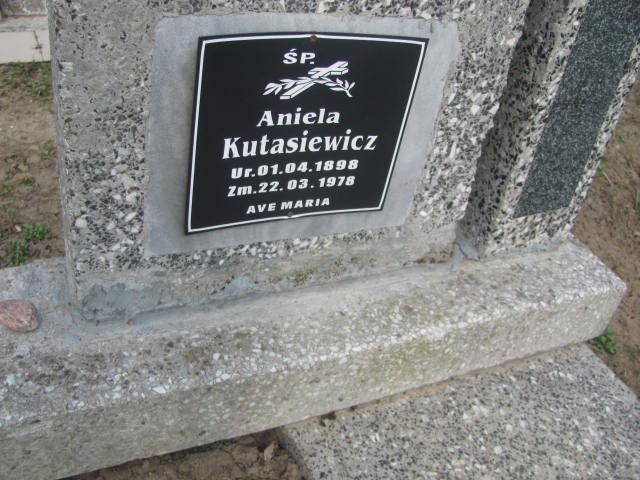 ŚP.
Aniela
Kutasiewicz
Ur.01.04.1898
Zm.22.03.1978
AVE MARIA